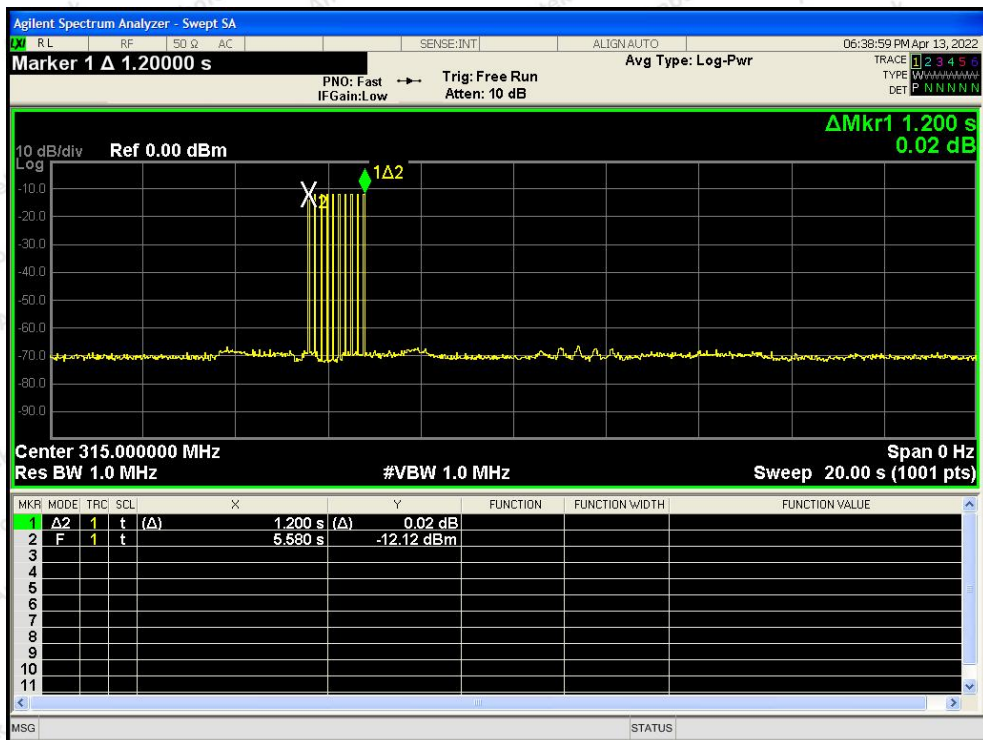 Agilent Spectrum Analyzer - Swept SA
LXI RL RF 50 Ω AC SENSE:INT ALIGNAUTO 06:38:59 PM Apr 13, 2022
Marker 1 Δ 1.20000 s Avg Type: Log-Pwr TRACE 1 2 3 4 5 6
PNO: Fast Trig: Free Run TYPE WWWWWW
IFGain:Low Atten: 10 dB DET P N N N N N
ΔMkr1 1.200 s
10 dB/div Ref 0.00 dBm 0.02 dB
Log
1Δ2
-10.0
X2
-20.0
-30.0
-40.0
-50.0
-60.0
-70.0
-80.0
-90.0
Center 315.000000 MHz Span 0 Hz
Res BW 1.0 MHz #VBW 1.0 MHz Sweep 20.00 s (1001 pts)
MKR MODE TRC SCL X Y FUNCTION FUNCTION WIDTH FUNCTION VALUE
1 Δ2 1 t (Δ) 1.200 s (Δ) 0.02 dB
2 F 1 t 5.580 s -12.12 dBm
3
4
5
6
7
8
9
10
11
MSG STATUS